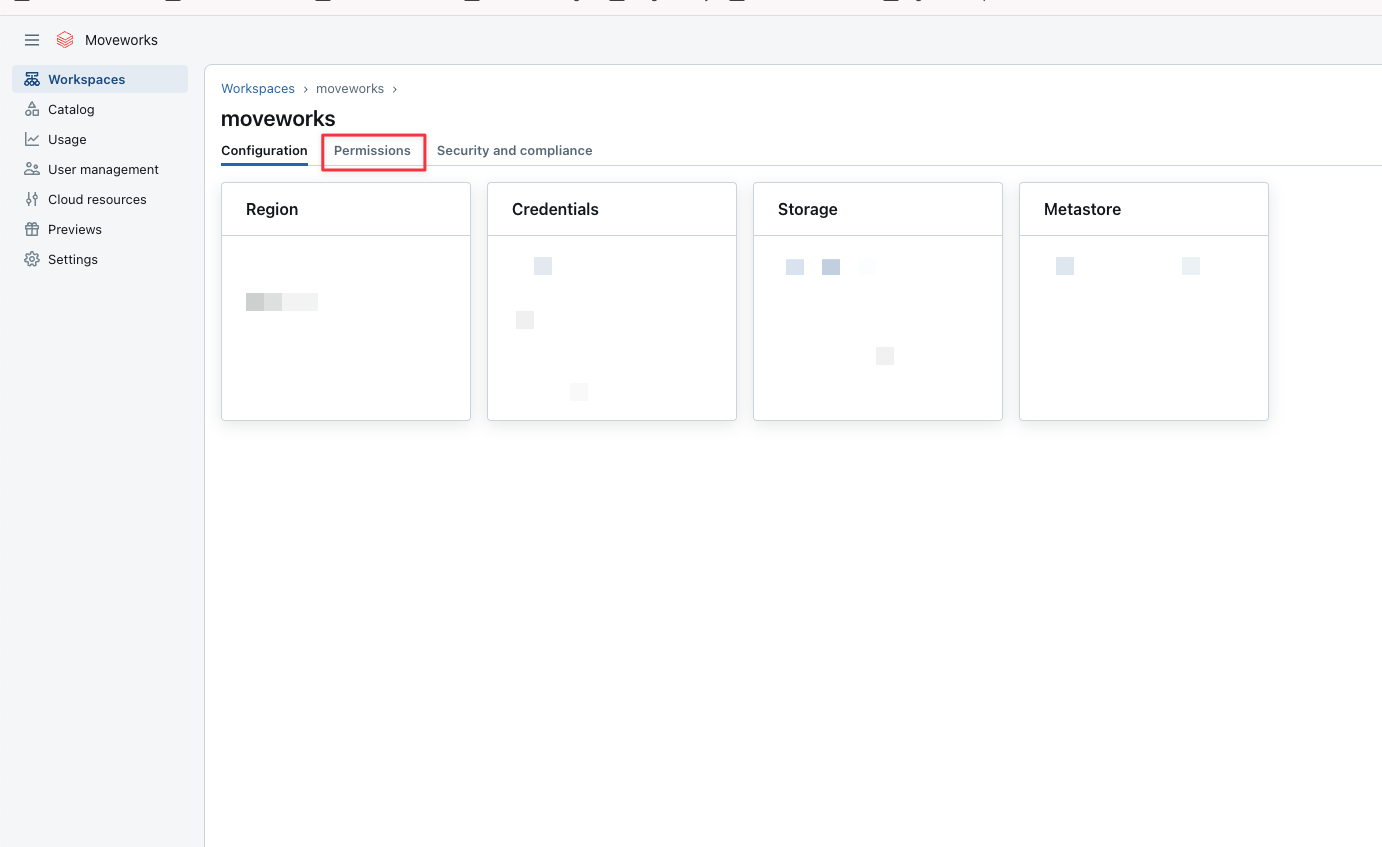 Moveworks
Workspaces
Catalog
Usage
User management
Cloud resources
Previews
Settings
Workspaces › moveworks ›
moveworks
Configuration Permissions Security and compliance
Region Credentials Storage Metastore